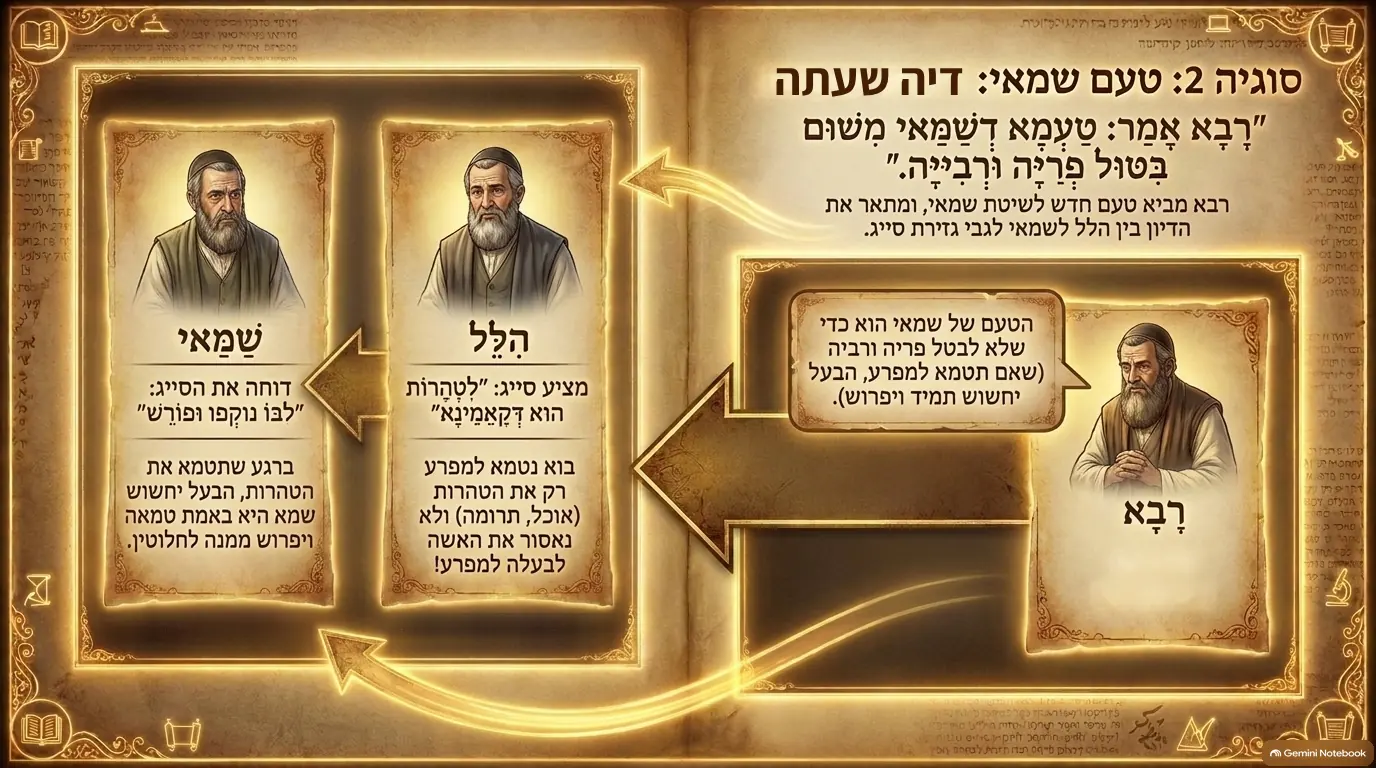 סוגיה 2: טעם שמאי: דיה שעתה
"רָבָא אָמַר: טַעְמָא דְשַׁמַּאי מִשּׁוּם
בִּטּוּל פְּרַיָּה וּרְבִייָּה."
רבא מביא טעם חדש לשיטת שמאי, ומתאר את
הדיון בין הלל לשמאי לגבי גזירת סייג.
הטעם של שמאי הוא כדי
שלא לבטל פריה ורביה
(שאם תטמא למפרע, הבעל
יחשוש תמיד ויפרוש).
רָבָא
הִלֵּל
מציע סייג: "לִטְהָרוֹת
הוּא דְּקָאֵמַינָא"
בוא נטמא למפרע
רק את הטהרות
(אוכל, תרומה) ולא
נאסור את האשה
לבעלה למפרע!
שַׁמַּאי
דוחה את הסייג:
"לִבּוֹ נוֹקְפוֹ וּפוֹרֵשׁ"
ברגע שתטמא את
הטהרות, הבעל יחשוש
שמא היא באמת טמאה
ויפרוש ממנה לחלוטין.
Gemini Notebook